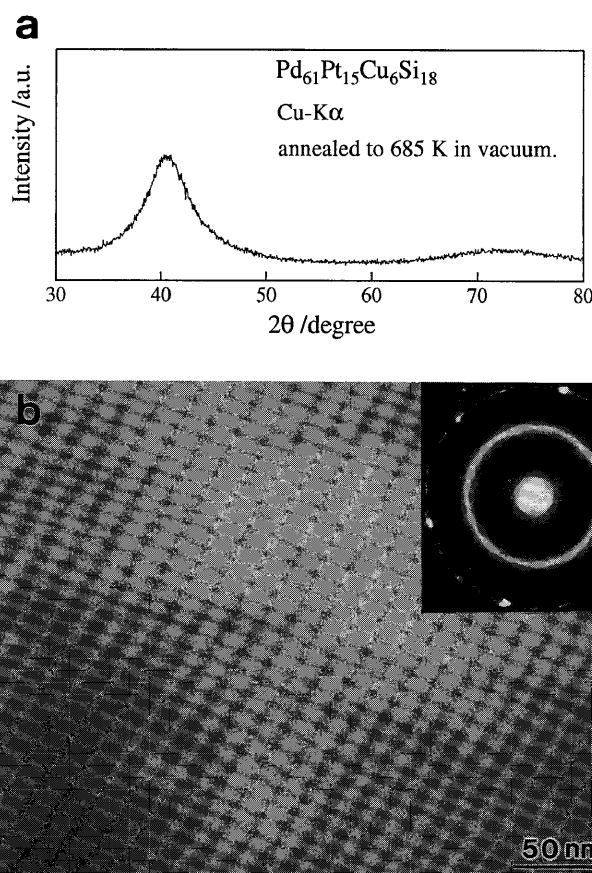 a
Intensity /a.u.
Pd₆₁Pt₁₅Cu₆Si₁₈
Cu-Kα
annealed to 685 K in vacuum.
30 40 50 60 70 80
2θ /degree
b
50 nm